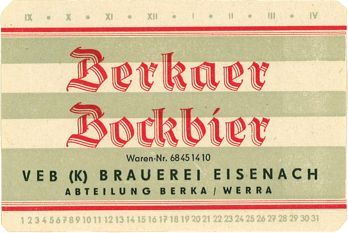 IX • X • XI • XII • I • II • III • IV
Berkaer
Bockbier
Waren-Nr. 68451410
VEB (K) BRAUEREI EISENACH
ABTEILUNG BERKA / WERRA
1 2 3 4 5 6 7 8 9 10 11 12 13 14 15 16 17 18 19 20 21 22 23 24 25 26 27 28 29 30 31